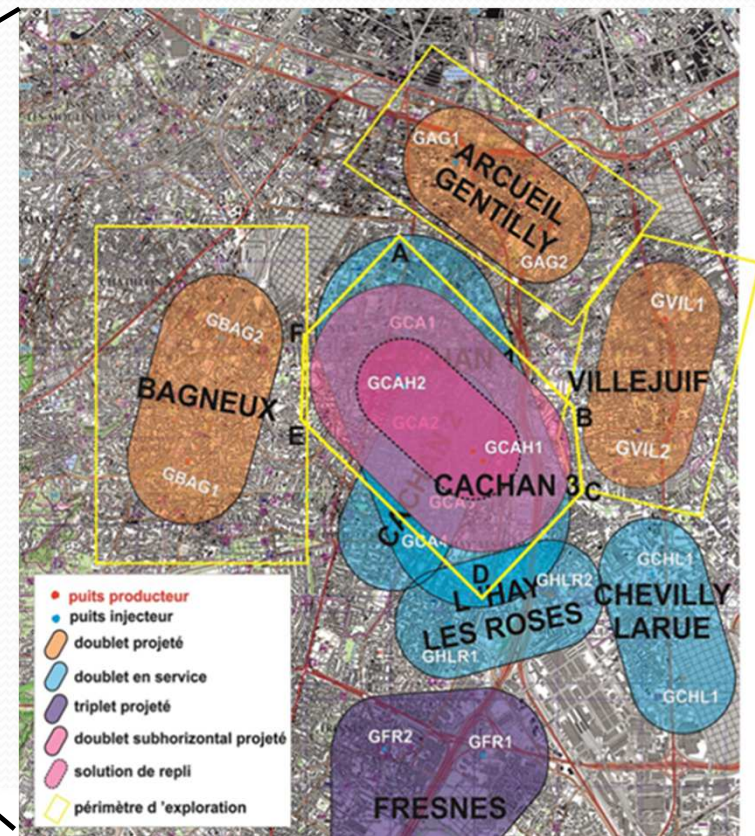 GAG1
ARCUEIL
GENTILLY
GAG2
A
GVIL1
GBAG2
F
GCA1
BAGNEUX
GCAH2
VILLEJUIF
B
GCA2
E
GCAH1
GVIL2
GBAG1
CACHAN 3
C
GCHL1
D
GHLR2
L'HAY
LES ROSES
CHEVILLY
LARUE
GHLR1
GCHL1
GFR2
GFR1
FRESNES
puits producteur
puits injecteur
doublet projeté
doublet en service
triplet projeté
doublet subhorizontal projeté
solution de repli
périmètre d 'exploration